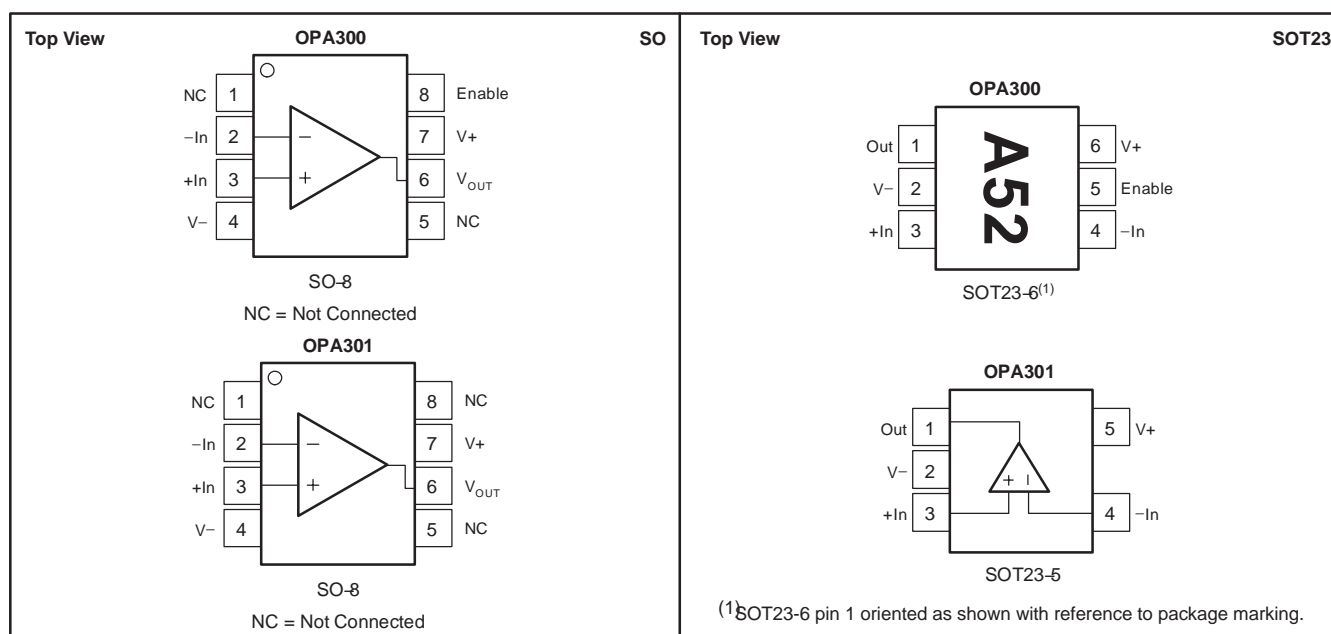 Top View OPA300 SO
NC 1 8 Enable
−In 2 − 7 V+
+In 3 + 6 VOUT
V− 4 5 NC
SO-8
NC = Not Connected
OPA301
NC 1 8 NC
−In 2 − 7 V+
+In 3 + 6 VOUT
V− 4 5 NC
SO-8
NC = Not Connected
Top View SOT23
OPA300
Out 1 6 V+
V− 2 5 Enable
+In 3 4 −In
A52
SOT23-6(1)
OPA301
Out 1 5 V+
V− 2
+ −
+In 3 4 −In
SOT23-5
(1)SOT23-6 pin 1 oriented as shown with reference to package marking.